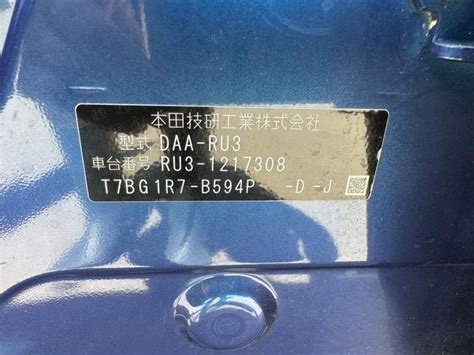 本田技研工業株式会社
型式 DAA-RU3
車台番号 RU3-1217308
T7BG1R7-B594P -D -J